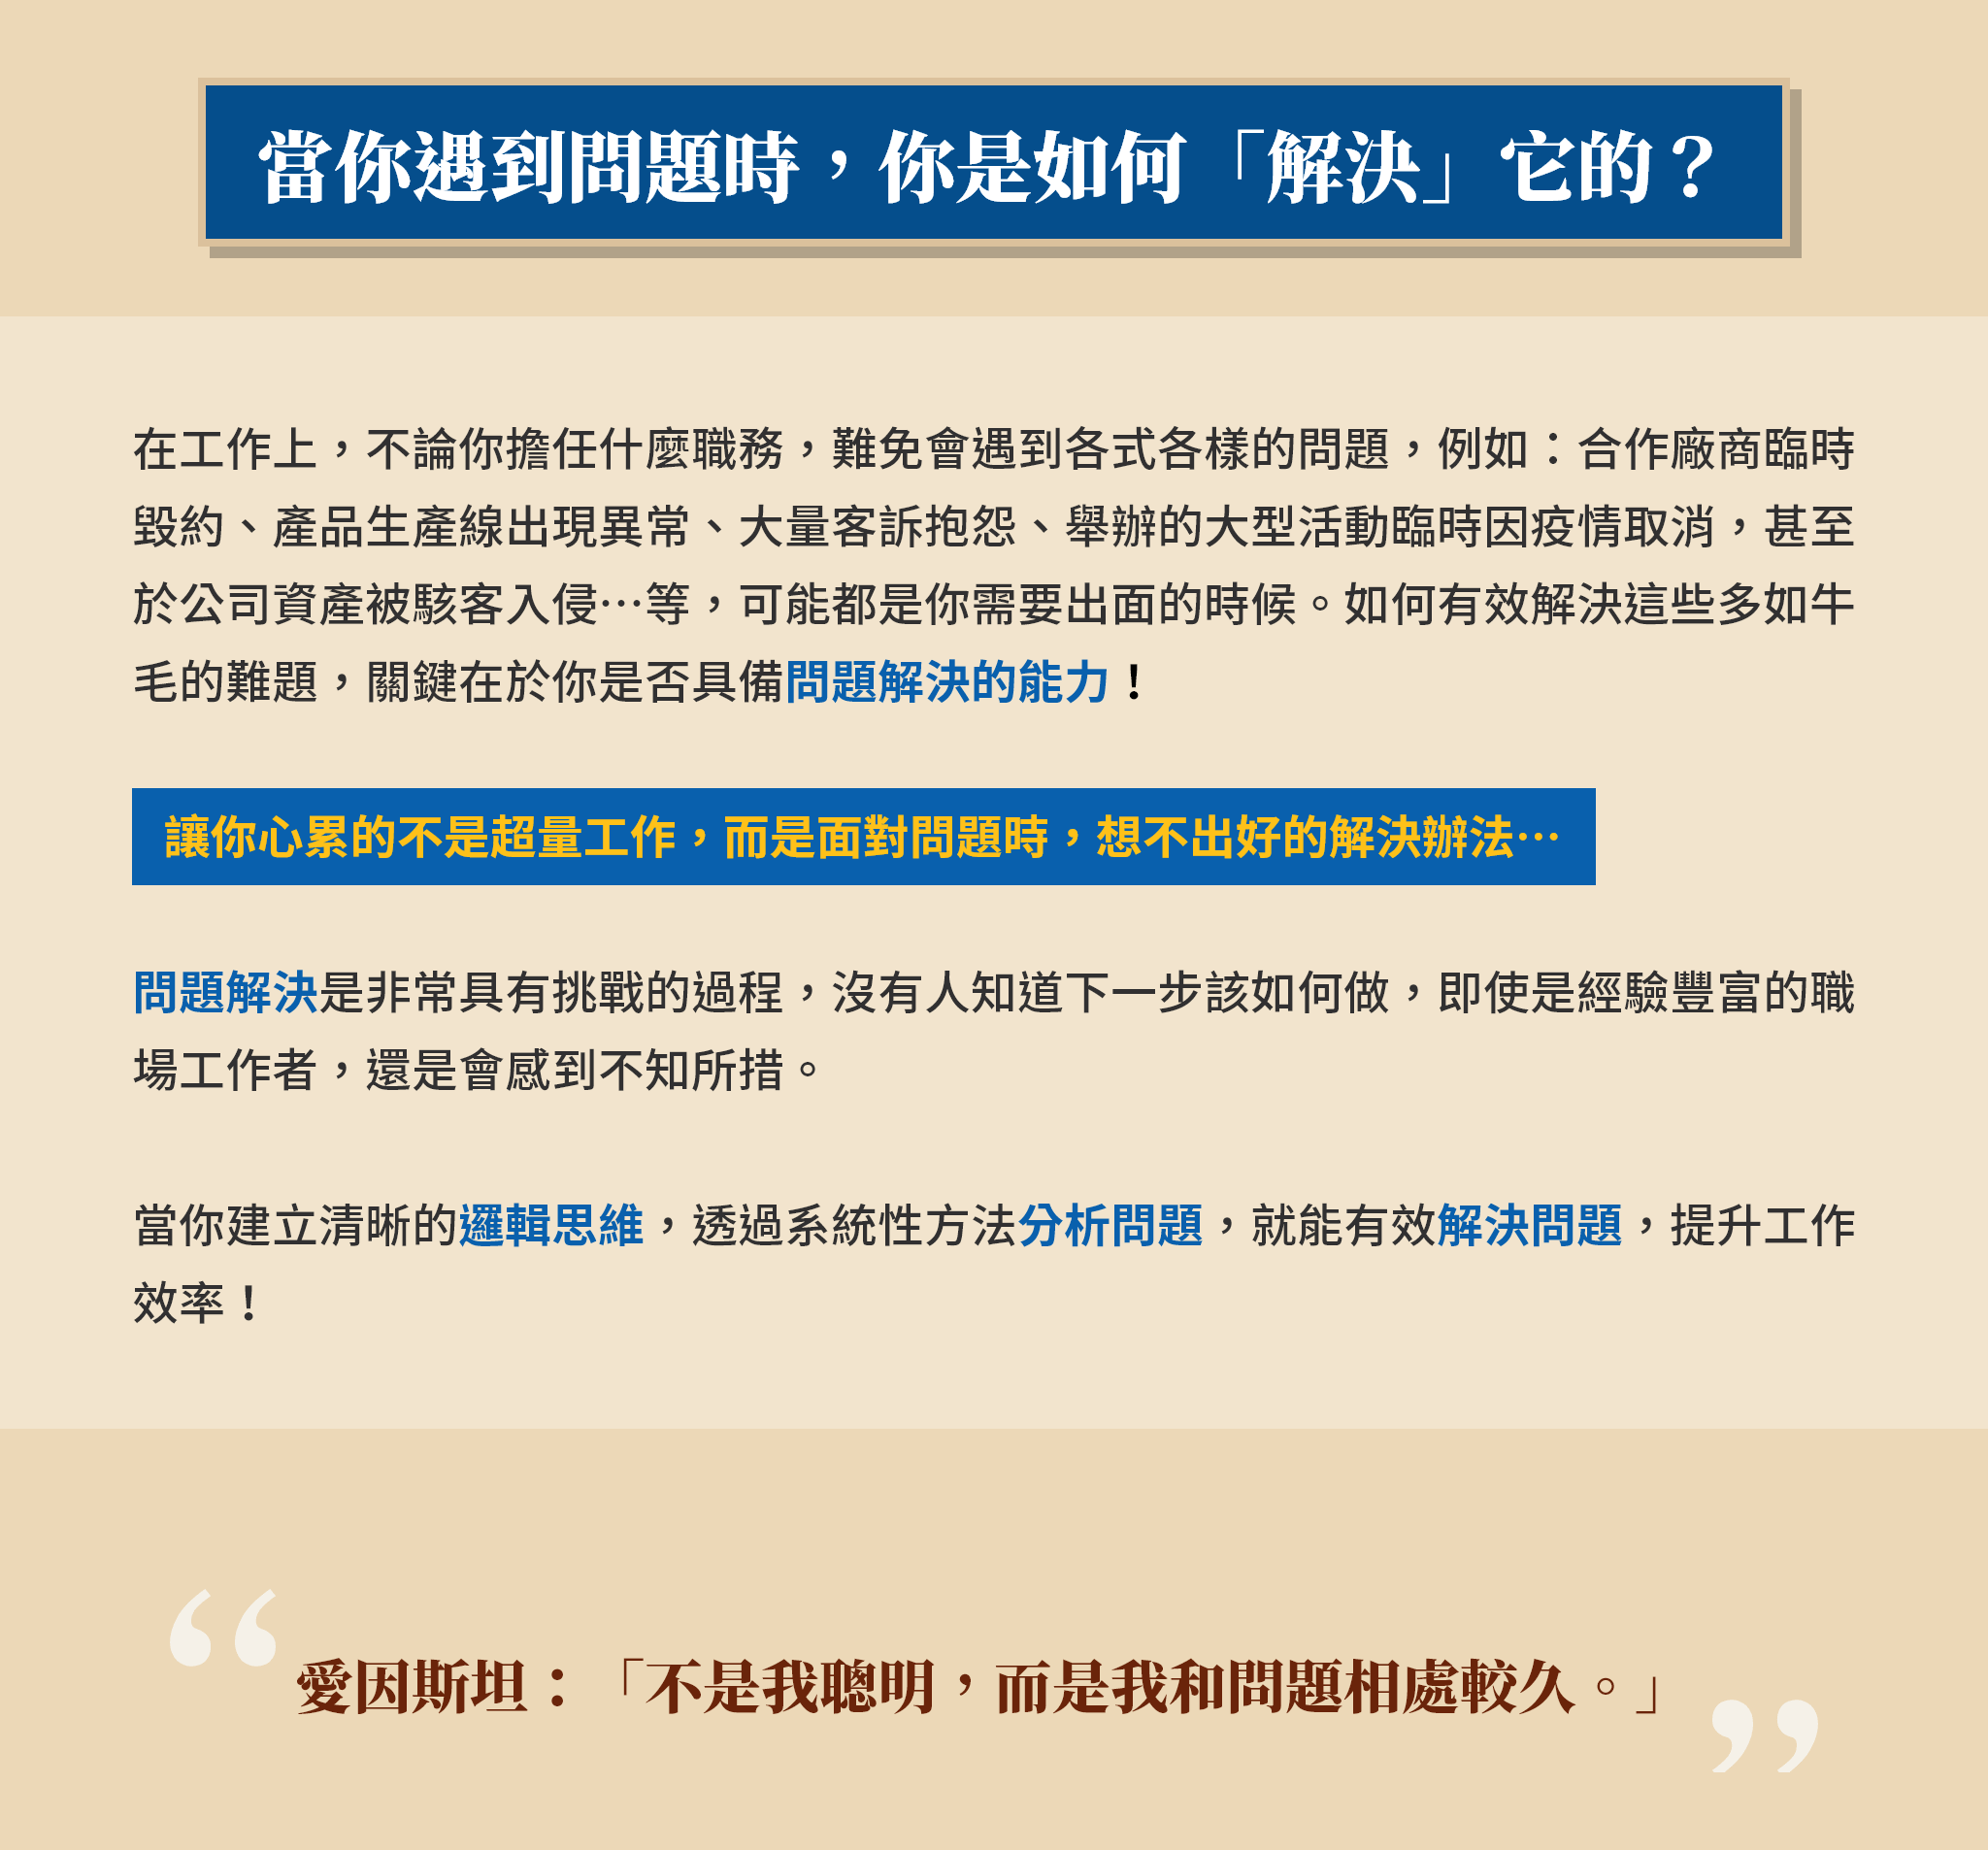 當你遇到問題時，你是如何「解決」它的？
在工作上，不論你擔任什麼職務，難免會遇到各式各樣的問題，例如：合作廠商臨時
毀約、產品生產線出現異常、大量客訴抱怨、舉辦的大型活動臨時因疫情取消，甚至
於公司資產被駭客入侵…等，可能都是你需要出面的時候。如何有效解決這些多如牛
毛的難題，關鍵在於你是否具備問題解決的能力！
讓你心累的不是超量工作，而是面對問題時，想不出好的解決辦法…
問題解決是非常具有挑戰的過程，沒有人知道下一步該如何做，即使是經驗豐富的職
場工作者，還是會感到不知所措。
當你建立清晰的邏輯思維，透過系統性方法分析問題，就能有效解決問題，提升工作
效率！
“愛因斯坦：「不是我聰明，而是我和問題相處較久。」”